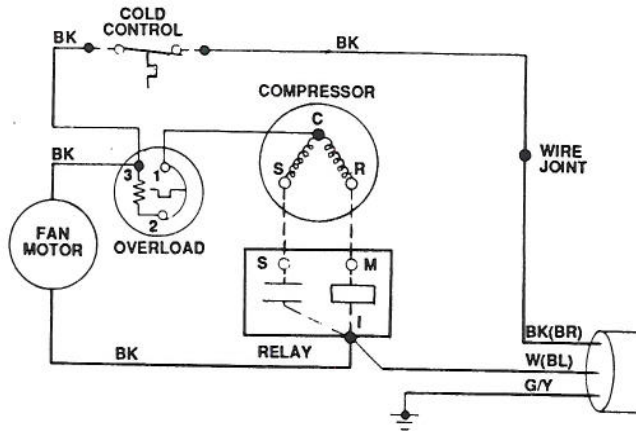 COLD
CONTROL
BK
BK
COMPRESSOR
C
S
R
WIRE
JOINT
BK
3
1
2
OVERLOAD
FAN
MOTOR
S
M
I
RELAY
BK
BK(BR)
W(BL)
G/Y